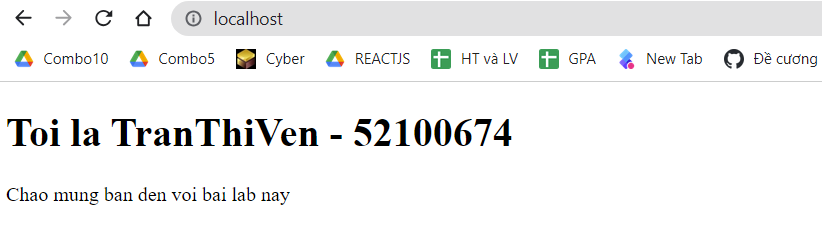 localhost
Combo10 Combo5 Cyber REACTJS HT và LV GPA New Tab Đề cương
Toi la TranThiVen - 52100674
Chao mung ban den voi bai lab nay